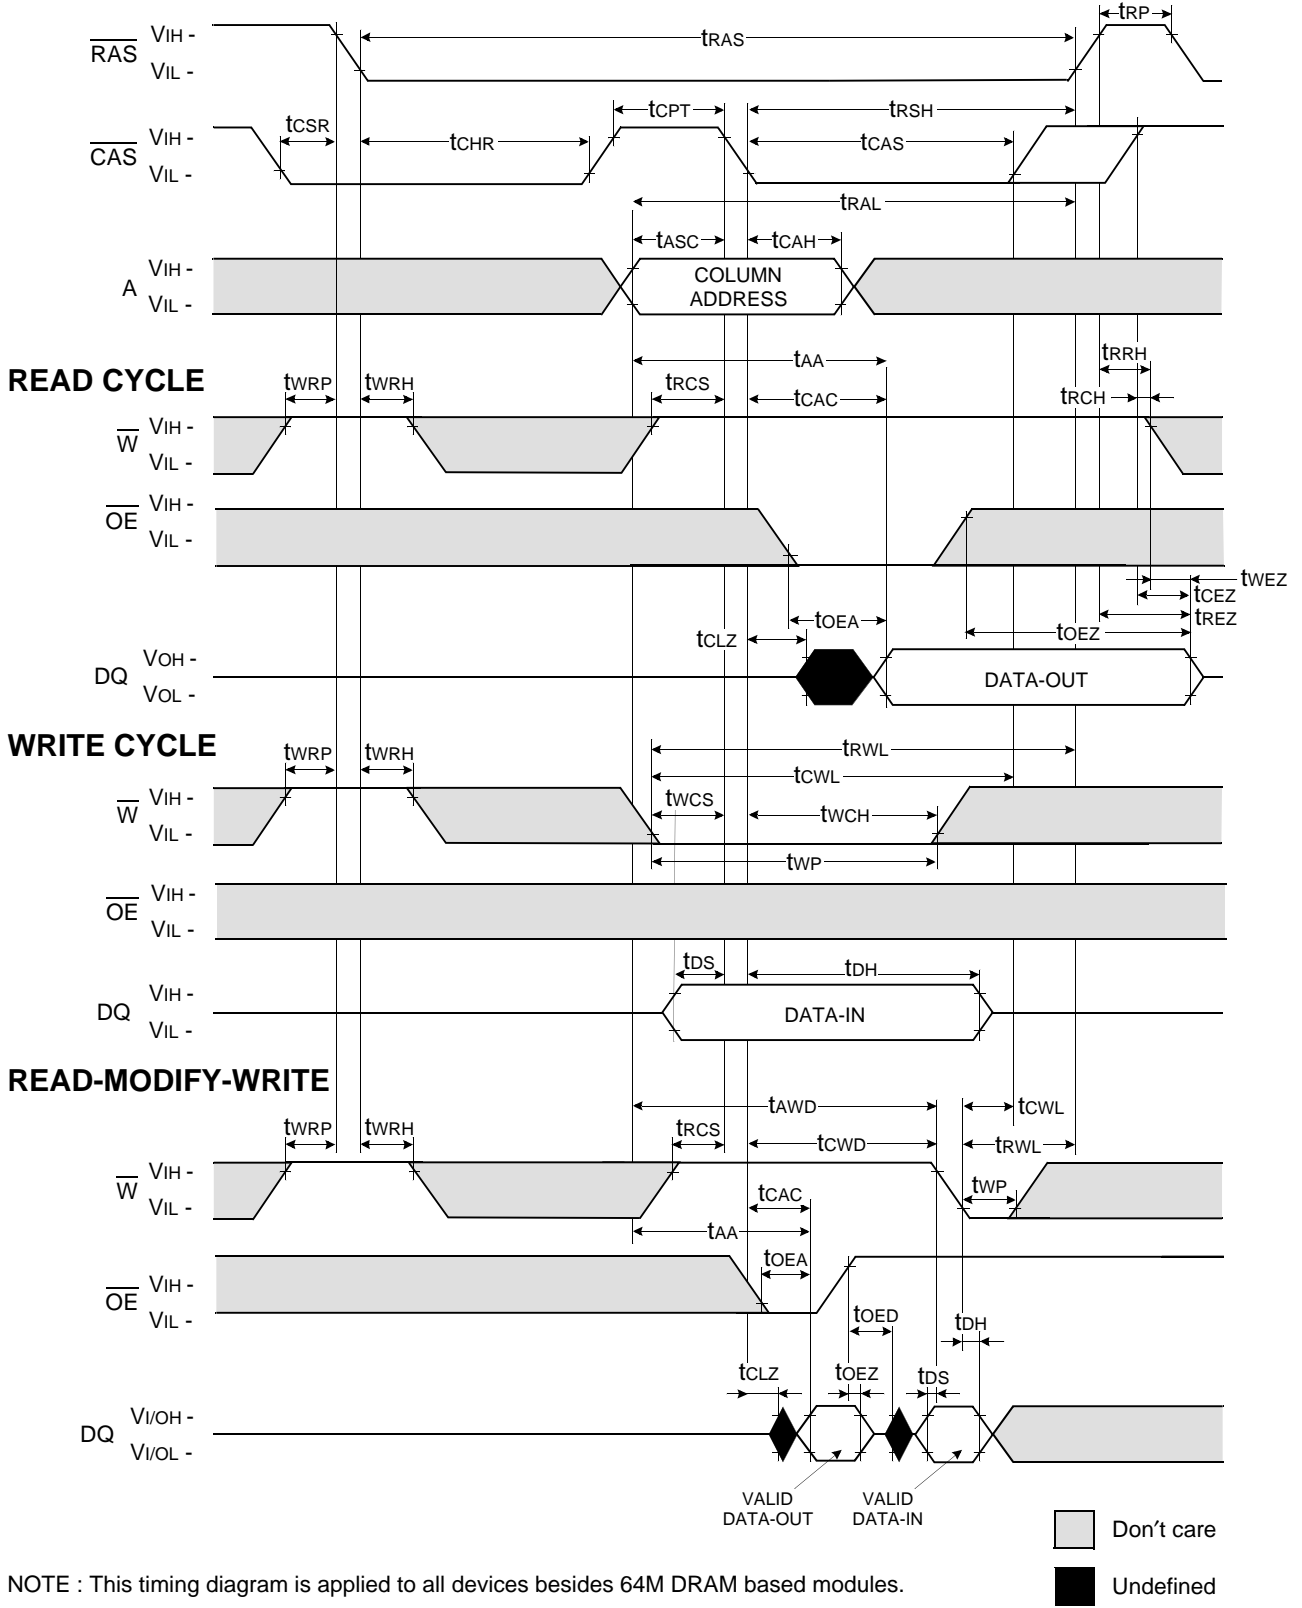 tRP
RAS VIH -
VIL -
tRAS
tCPT
tRSH
CAS VIH -
VIL -
tCSR
tCHR
tCAS
tRAL
tASC
tCAH
A VIH -
VIL -
COLUMN
ADDRESS
READ CYCLE
tAA
tRRH
tWRP
tWRH
tRCS
tCAC
tRCH
W VIH -
VIL -
OE VIH -
VIL -
tWEZ
tCEZ
tREZ
tOEA
tOEZ
tCLZ
DQ VOH -
VOL -
DATA-OUT
WRITE CYCLE
tWRP
tWRH
tRWL
tCWL
W VIH -
VIL -
tWCS
tWCH
tWP
OE VIH -
VIL -
tDS
tDH
DQ VIH -
VIL -
DATA-IN
READ-MODIFY-WRITE
tAWD
tCWL
tWRP
tWRH
tRCS
tCWD
tRWL
W VIH -
VIL -
tCAC
tWP
tAA
tOEA
OE VIH -
VIL -
tOED
tDH
tCLZ
tOEZ
tDS
DQ VI/OH -
VI/OL -
VALID
DATA-OUT
VALID
DATA-IN
Don′t care
NOTE : This timing diagram is applied to all devices besides 64M DRAM based modules.
Undefined